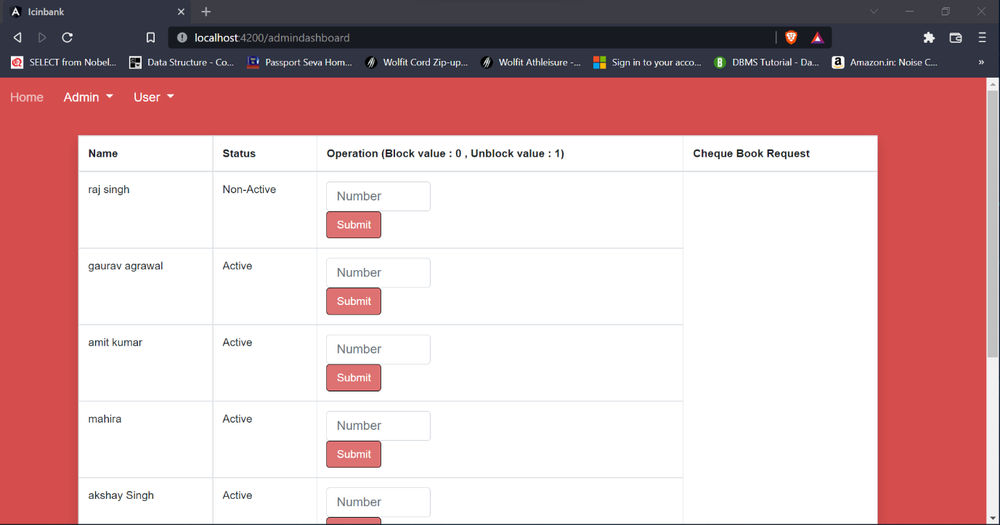 Icinbank
localhost:4200/admindashboard
SELECT from Nobel... Data Structure - Co... Passport Seva Hom... Wolfit Cord Zip-up... Wolfit Athleisure -... Sign in to your acco... DBMS Tutorial - Da... Amazon.in: Noise C... »
Home Admin User
Name Status Operation (Block value : 0 , Unblock value : 1) Cheque Book Request
raj singh Non-Active Number
Submit
gaurav agrawal Active Number
Submit
amit kumar Active Number
Submit
mahira Active Number
Submit
akshay Singh Active Number